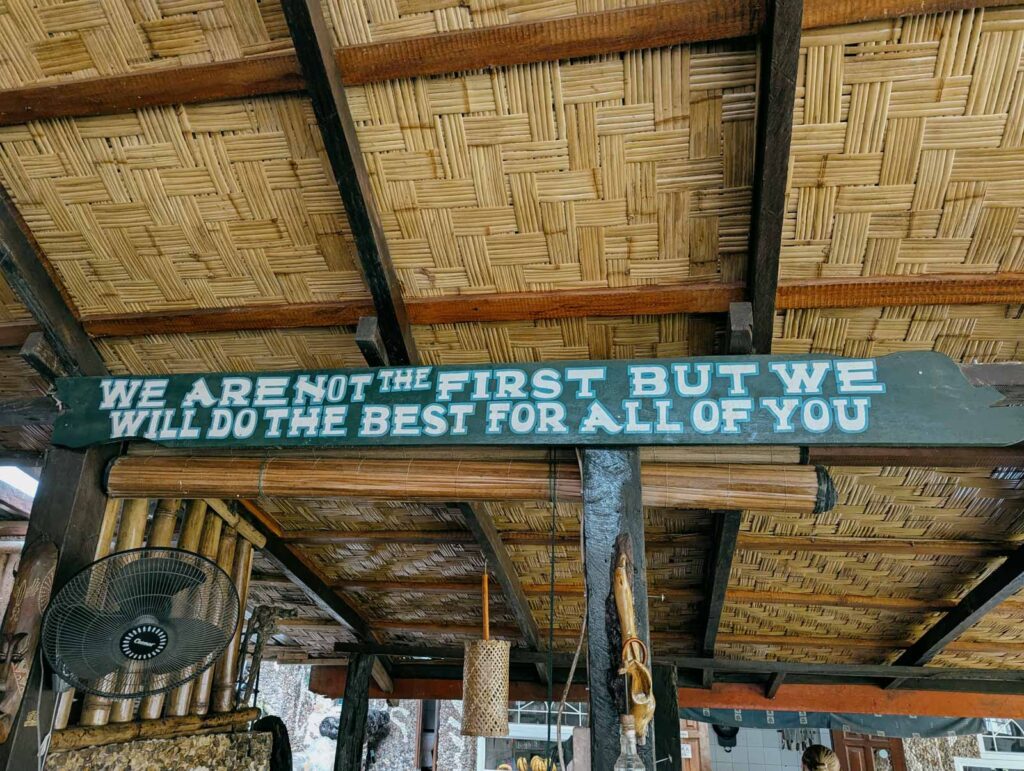 WE ARE NOT THE FIRST BUT WE
WILL DO THE BEST FOR ALL OF YOU